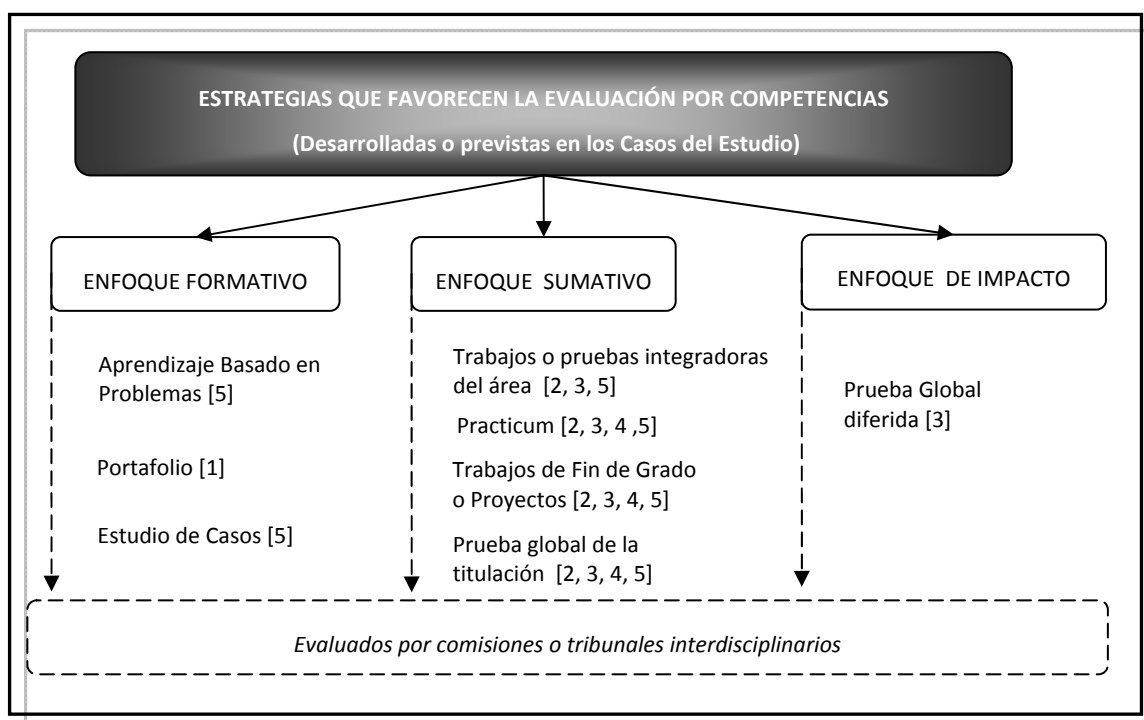 ESTRATEGIAS QUE FAVORECEN LA EVALUACIÓN POR COMPETENCIAS
(Desarrolladas o previstas en los Casos del Estudio)
ENFOQUE FORMATIVO
Aprendizaje Basado en
Problemas [5]
Portafolio [1]
Estudio de Casos [5]
ENFOQUE SUMATIVO
Trabajos o pruebas integradoras
del área [2, 3, 5]
Practicum [2, 3, 4 ,5]
Trabajos de Fin de Grado
o Proyectos [2, 3, 4, 5]
Prueba global de la
titulación [2, 3, 4, 5]
ENFOQUE DE IMPACTO
Prueba Global
diferida [3]
Evaluados por comisiones o tribunales interdisciplinarios